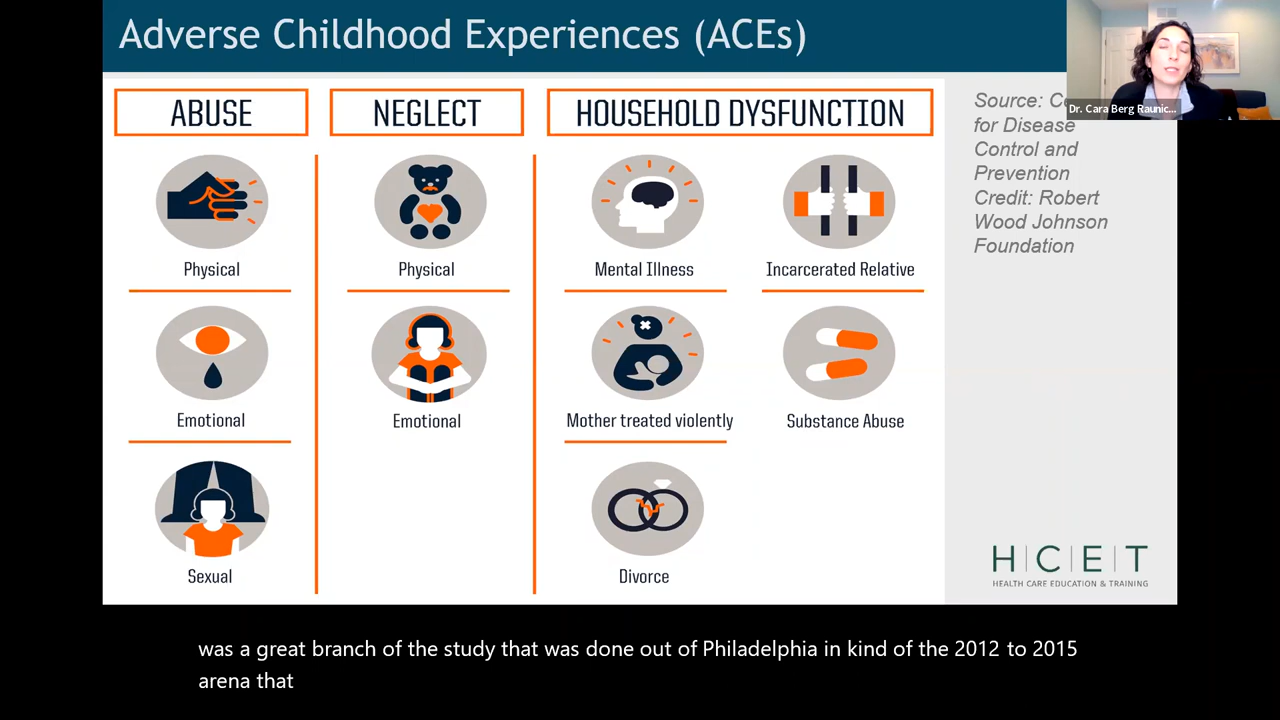 Adverse Childhood Experiences (ACEs)
ABUSE
NEGLECT
HOUSEHOLD DYSFUNCTION
Physical
Physical
Mental Illness
Incarcerated Relative
Emotional
Emotional
Mother treated violently
Substance Abuse
Sexual
Divorce
Source:
for Disease
Control and
Prevention
Credit: Robert
Wood Johnson
Foundation
Dr. Cara Berg Raunic...
H|C|E|T
HEALTH CARE EDUCATION & TRAINING
was a great branch of the study that was done out of Philadelphia in kind of the 2012 to 2015
arena that